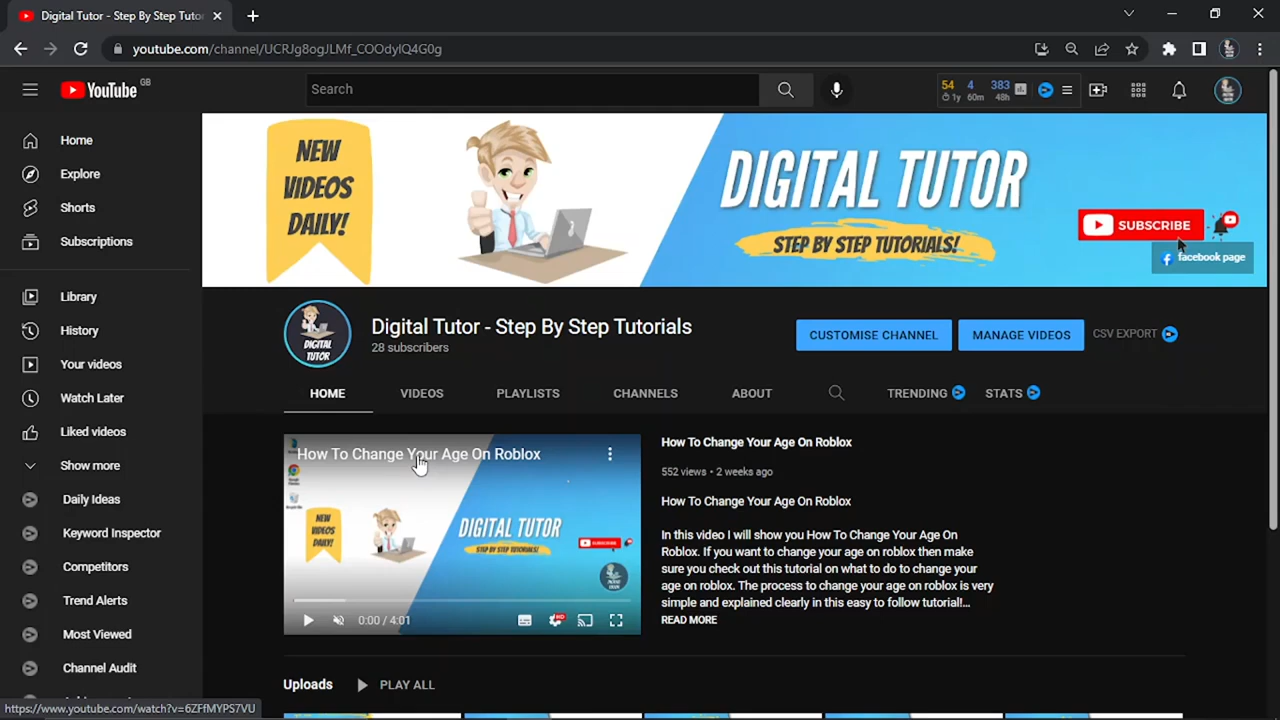 Digital Tutor - Step By Step Tutor
youtube.com/channel/UCRJg8ogJLMf_COOdylQ4G0g
YouTube GB
Search
54 4 383
1y 60m 48h
Home
Explore
Shorts
Subscriptions
Library
History
Your videos
Watch Later
Liked videos
Show more
Daily Ideas
Keyword Inspector
Competitors
Trend Alerts
Most Viewed
Channel Audit
NEW
VIDEOS
DAILY!
DIGITAL TUTOR
STEP BY STEP TUTORIALS!
SUBSCRIBE
facebook page
DIGITAL
TUTOR
Digital Tutor - Step By Step Tutorials
28 subscribers
CUSTOMISE CHANNEL
MANAGE VIDEOS
CSV EXPORT
HOME
VIDEOS
PLAYLISTS
CHANNELS
ABOUT
TRENDING
STATS
How To Change Your Age On Roblox
NEW
VIDEOS
DAILY!
DIGITAL TUTOR
STEP BY STEP TUTORIALS!
SUBSCRIBE
0:00 / 4:01
HD
How To Change Your Age On Roblox
552 views • 2 weeks ago
How To Change Your Age On Roblox
In this video I will show you How To Change Your Age On
Roblox. If you want to change your age on roblox then make
sure you check out this tutorial on what to do to change your
age on roblox. The process to change your age on roblox is very
simple and explained clearly in this easy to follow tutorial!...
READ MORE
Uploads
PLAY ALL
https://www.youtube.com/watch?v=6ZFfMYPS7VU